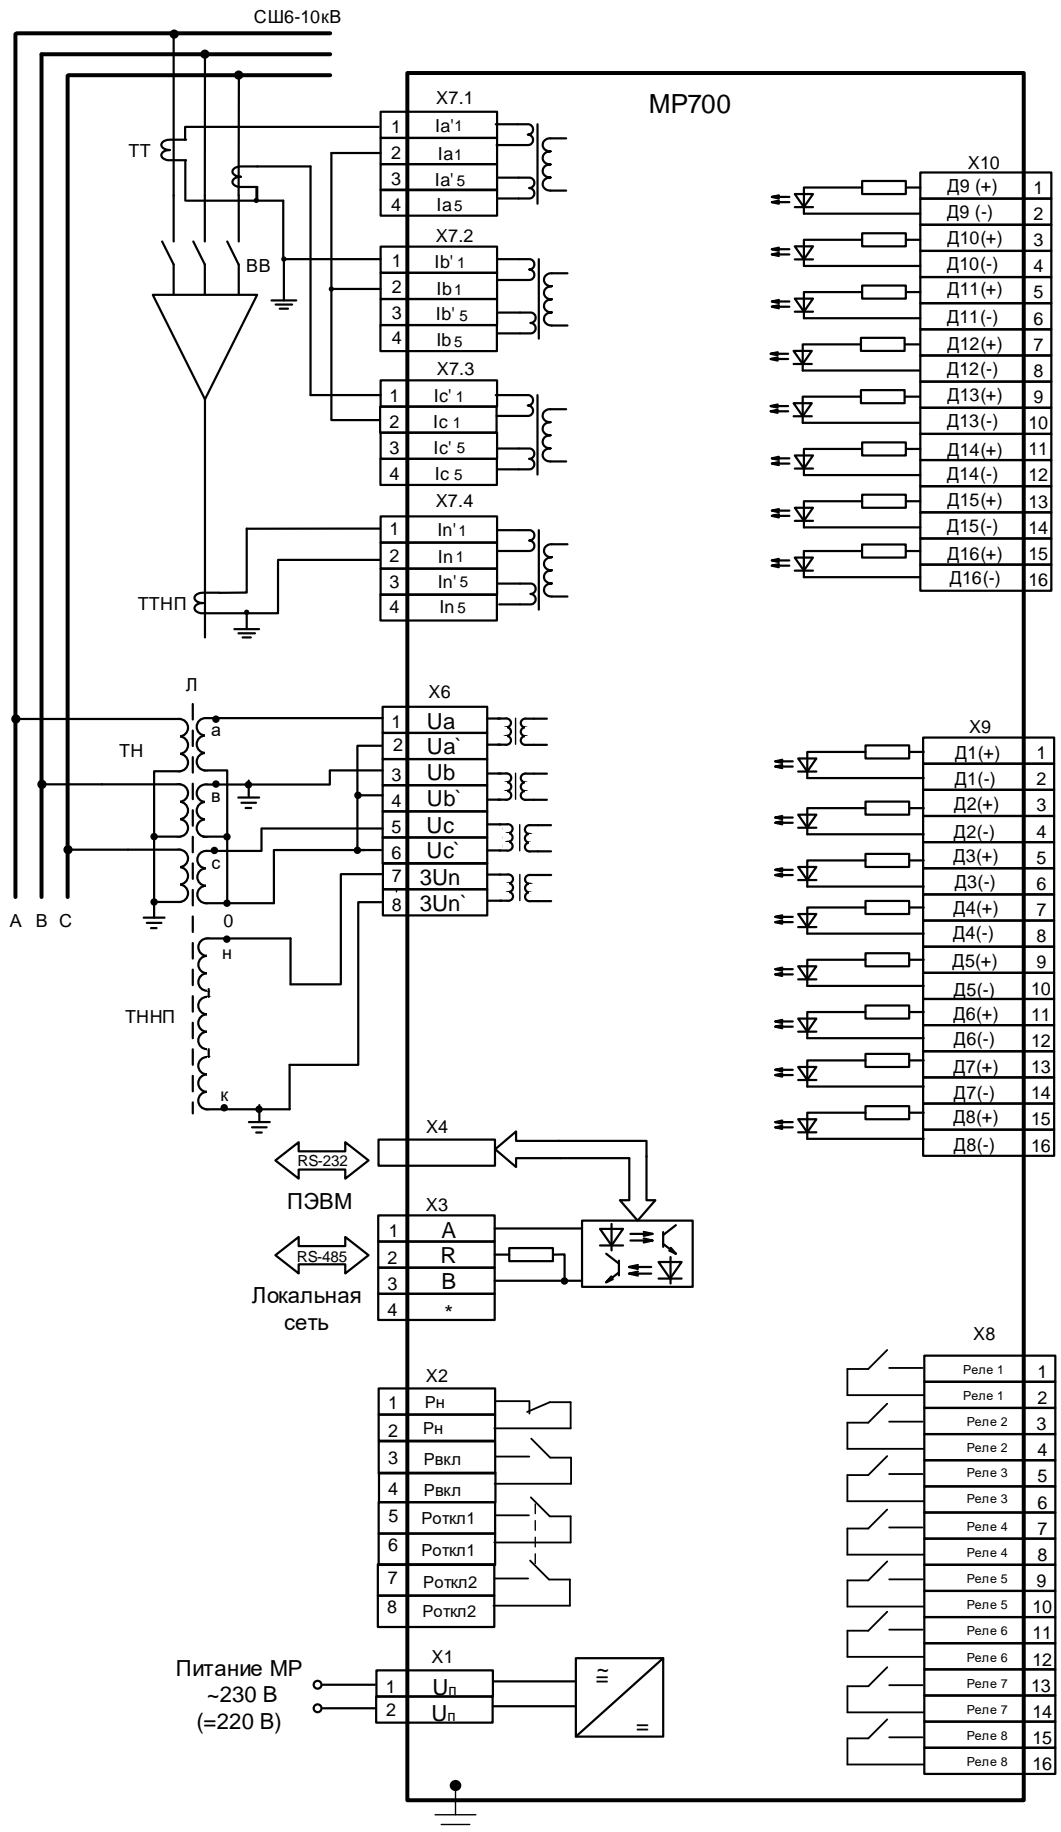 СШ6-10кВ
МР700
ТТ
ВВ
ТТНП
X7.1
1 Ia'1
2 Ia1
3 Ia'5
4 Ia5
X7.2
1 Ib'1
2 Ib1
3 Ib'5
4 Ib5
X7.3
1 Ic'1
2 Ic1
3 Ic'5
4 Ic5
X7.4
1 In'1
2 In1
3 In'5
4 In5
Л
ТН
а
в
с
0
А В С
н
ТННП
к
X6
1 Ua
2 Ua`
3 Ub
4 Ub`
5 Uc
6 Uc`
7 3Un
8 3Un`
X4
RS-232
ПЭВМ
X3
1 A
2 R
3 B
4 *
RS-485
Локальная
сеть
X2
1 Рн
2 Рн
3 Рвкл
4 Рвкл
5 Роткл1
6 Роткл1
7 Роткл2
8 Роткл2
X1
1 Uп
2 Uп
Питание МР
~230 В
(=220 В)
≂
=
X10
Д9 (+) 1
Д9 (-) 2
Д10(+) 3
Д10(-) 4
Д11(+) 5
Д11(-) 6
Д12(+) 7
Д12(-) 8
Д13(+) 9
Д13(-) 10
Д14(+) 11
Д14(-) 12
Д15(+) 13
Д15(-) 14
Д16(+) 15
Д16(-) 16
X9
Д1(+) 1
Д1(-) 2
Д2(+) 3
Д2(-) 4
Д3(+) 5
Д3(-) 6
Д4(+) 7
Д4(-) 8
Д5(+) 9
Д5(-) 10
Д6(+) 11
Д6(-) 12
Д7(+) 13
Д7(-) 14
Д8(+) 15
Д8(-) 16
X8
Реле 1 1
Реле 1 2
Реле 2 3
Реле 2 4
Реле 3 5
Реле 3 6
Реле 4 7
Реле 4 8
Реле 5 9
Реле 5 10
Реле 6 11
Реле 6 12
Реле 7 13
Реле 7 14
Реле 8 15
Реле 8 16